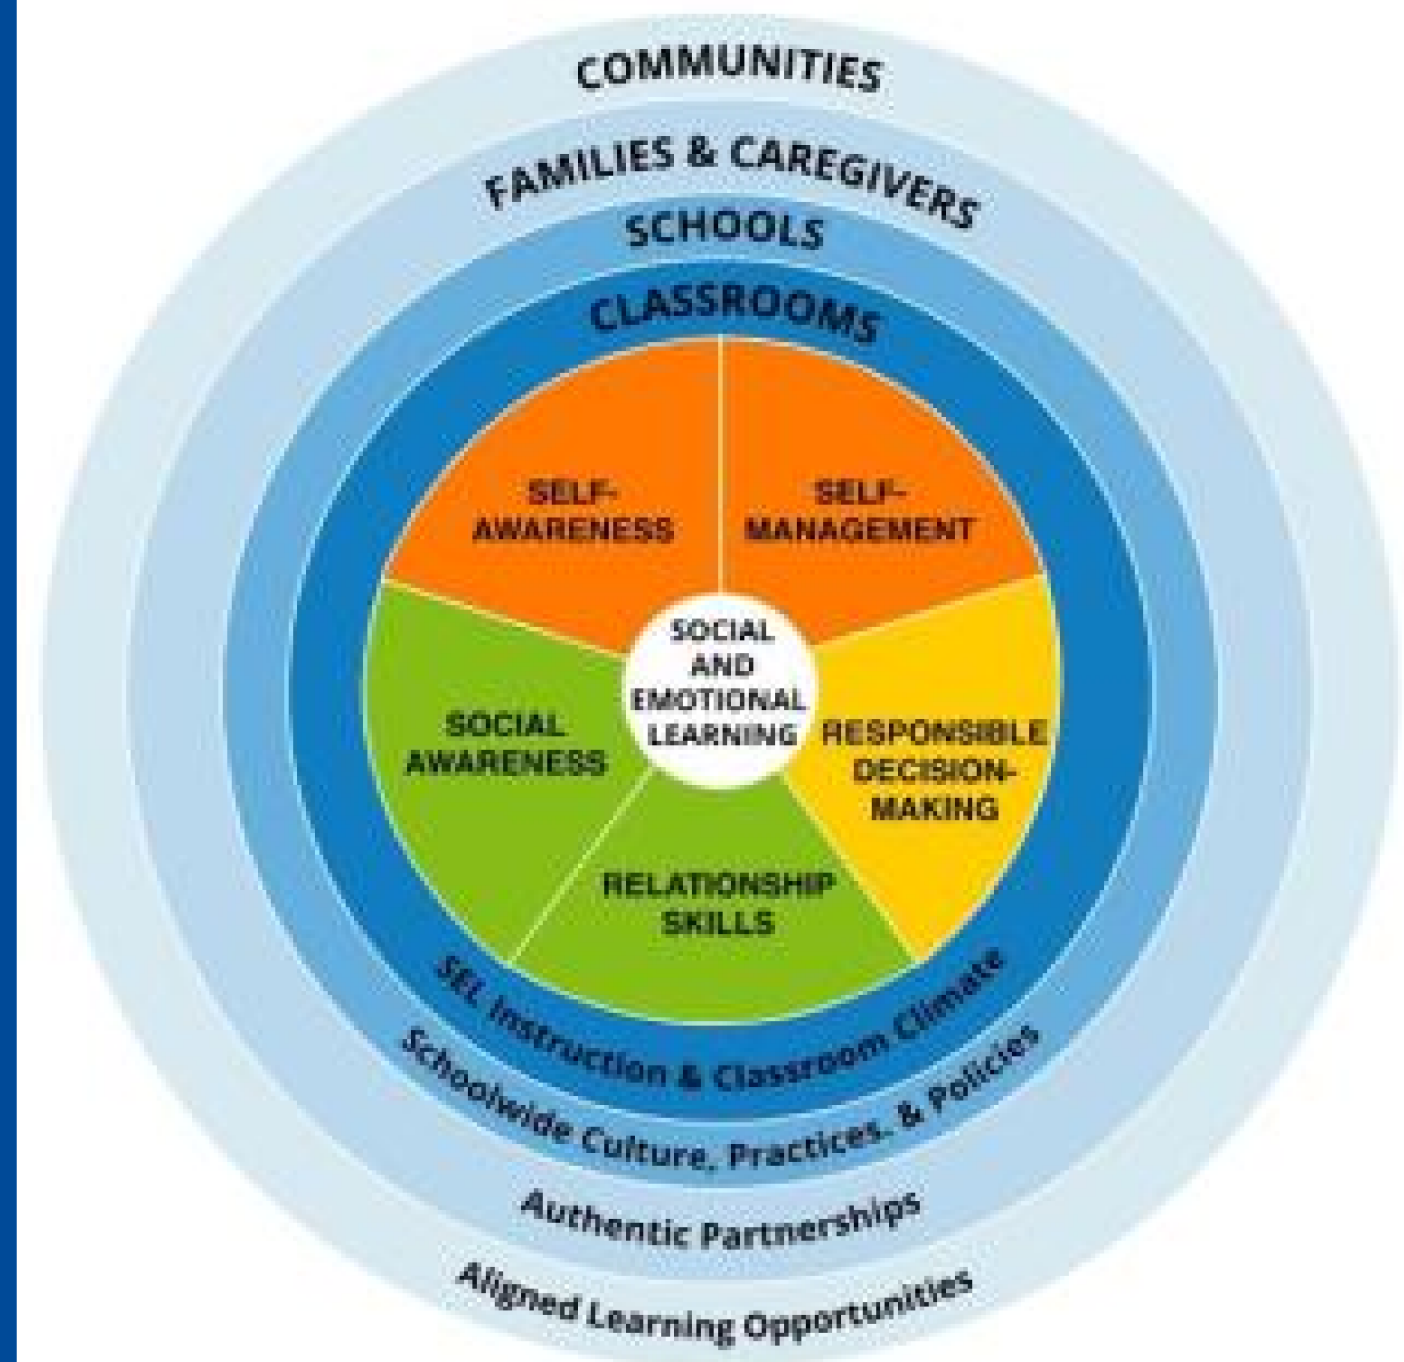 COMMUNITIES
FAMILIES & CAREGIVERS
SCHOOLS
CLASSROOMS
SELF-
AWARENESS
SELF-
MANAGEMENT
SOCIAL
AND
EMOTIONAL
LEARNING
SOCIAL
AWARENESS
RESPONSIBLE
DECISION-
MAKING
RELATIONSHIP
SKILLS
SEL Instruction & Classroom Climate
Schoolwide Culture, Practices, & Policies
Authentic Partnerships
Aligned Learning Opportunities